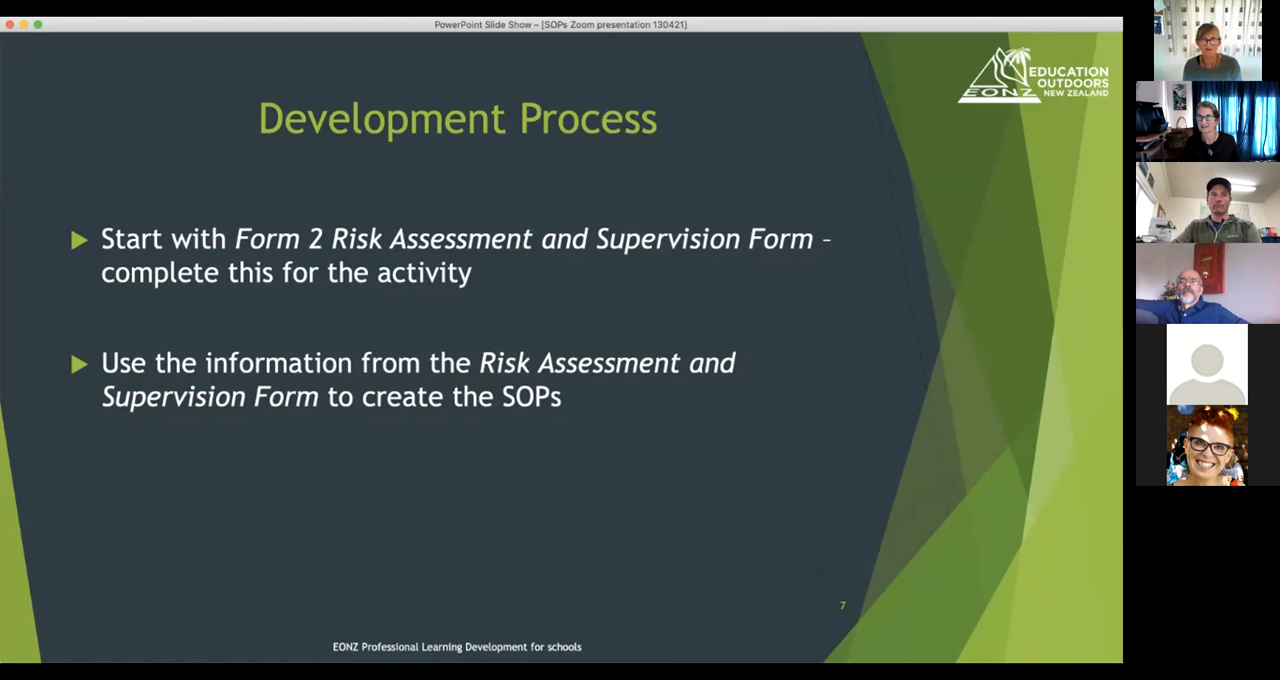 PowerPoint Slide Show – [SOPs Zoom presentation 130421]
EDUCATION
OUTDOORS
NEW ZEALAND
EONZ
Development Process
Start with Form 2 Risk Assessment and Supervision Form –
complete this for the activity
Use the information from the Risk Assessment and
Supervision Form to create the SOPs
7
EONZ Professional Learning Development for schools